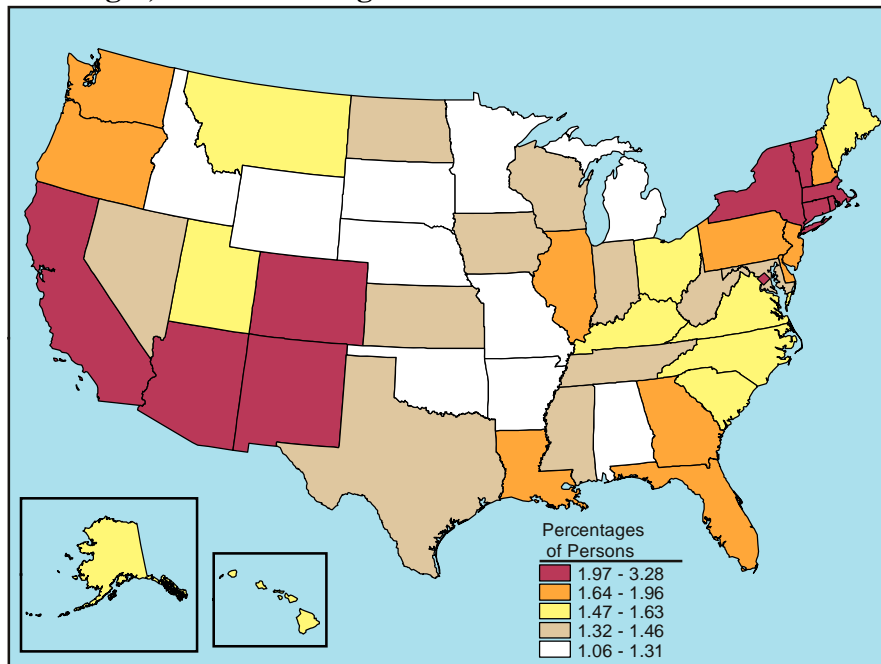 Percentages
of Persons
1.97 - 3.28
1.64 - 1.96
1.47 - 1.63
1.32 - 1.46
1.06 - 1.31